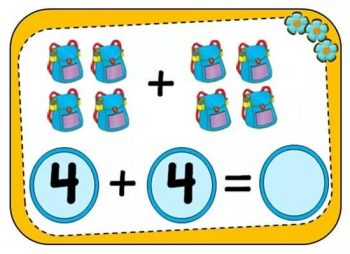 +
4 + 4 =